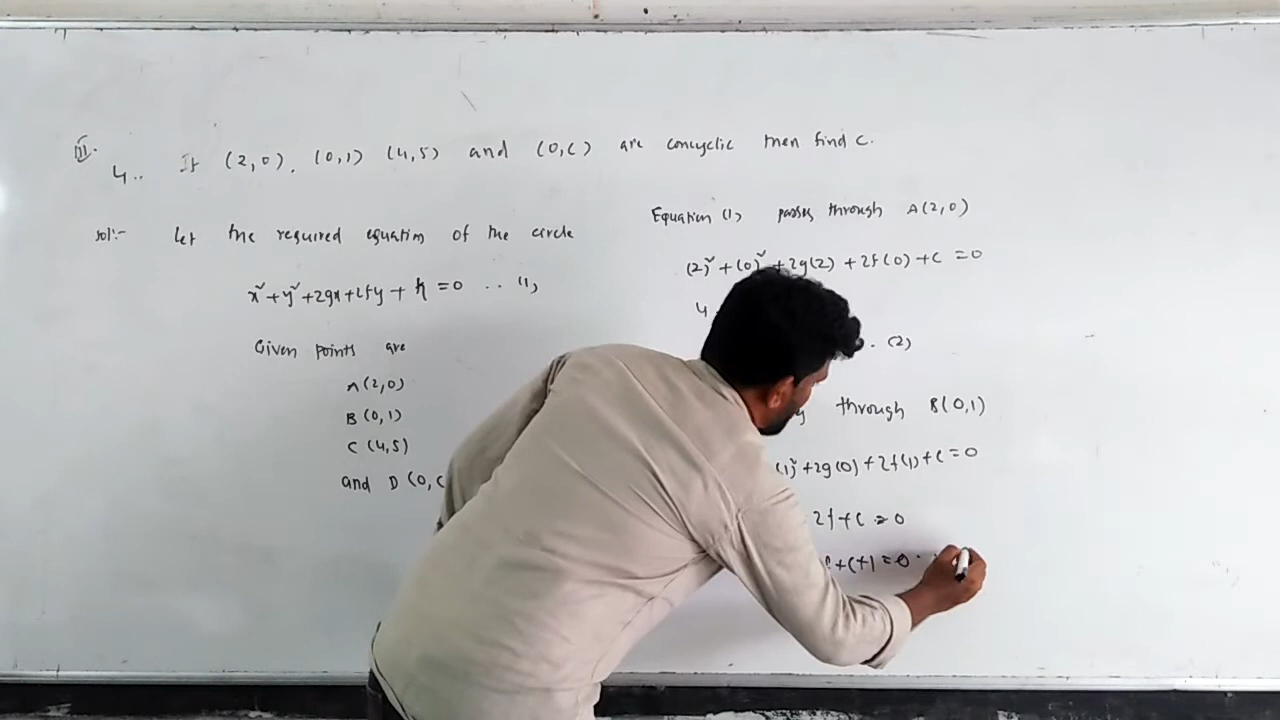 III.
4.. If (2,0), (0,1) (4,5) and (0,C) are concyclic then find C.
Sol:- Let the required equation of the circle
x²+y²+2gx+2fy+k=0 .. (1)
Given points are
A(2,0)
B(0,1)
C(4,5)
and D(0,C
Equation (1) passes through A(2,0)
(2)²+(0)²+2g(2)+2f(0)+C=0
4
. (2)
through B(0,1)
(1)²+2g(0)+2f(1)+C=0
2f+C=0
+C+1=0